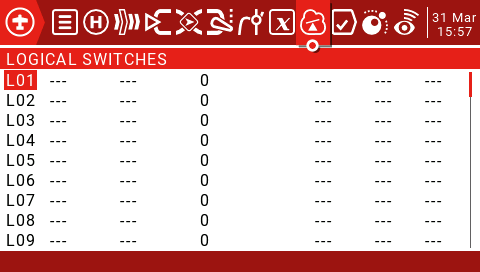 31 Mar
15:57
LOGICAL SWITCHES
L01 --- --- 0 --- --- ---
L02 --- --- 0 --- --- ---
L03 --- --- 0 --- --- ---
L04 --- --- 0 --- --- ---
L05 --- --- 0 --- --- ---
L06 --- --- 0 --- --- ---
L07 --- --- 0 --- --- ---
L08 --- --- 0 --- --- ---
L09 --- --- 0 --- --- ---